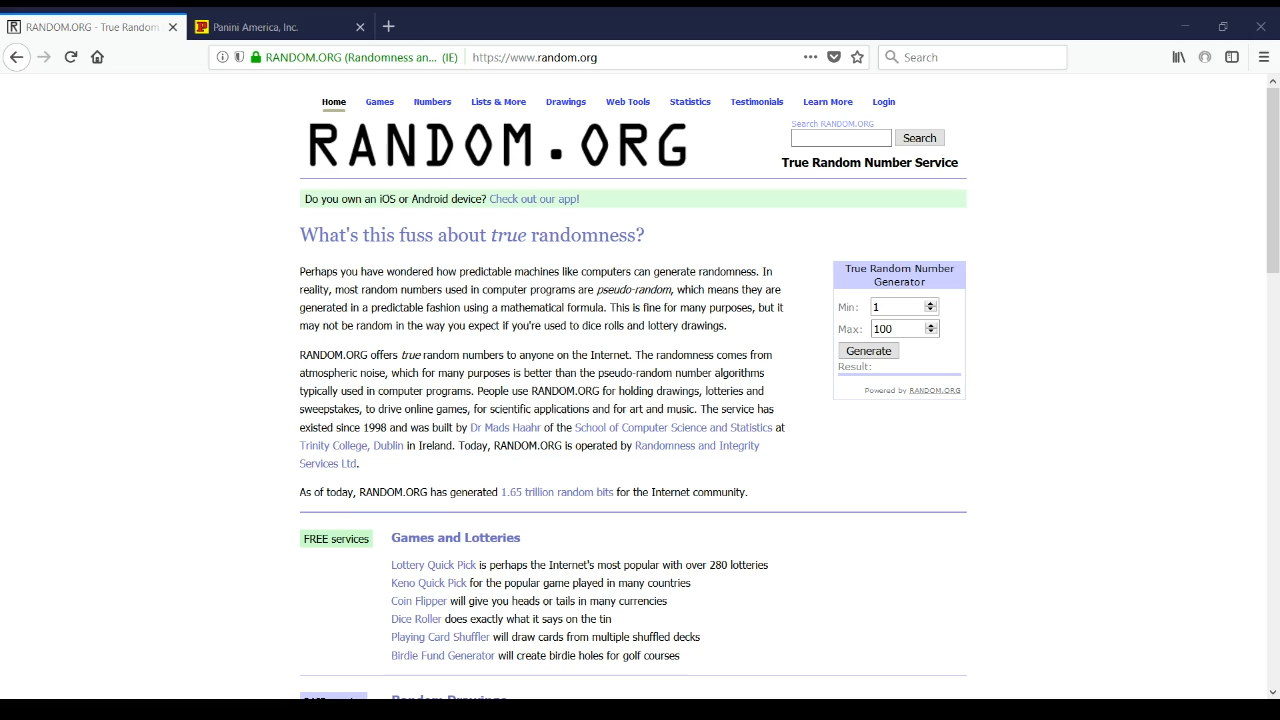 RANDOM.ORG - True Random
Panini America, Inc.
RANDOM.ORG (Randomness an... (IE)
https://www.random.org
Search
Home Games Numbers Lists & More Drawings Web Tools Statistics Testimonials Learn More Login
RANDOM.ORG
Search RANDOM.ORG
Search
True Random Number Service
Do you own an iOS or Android device? Check out our app!
What's this fuss about true randomness?
Perhaps you have wondered how predictable machines like computers can generate randomness. In
reality, most random numbers used in computer programs are pseudo-random, which means they are
generated in a predictable fashion using a mathematical formula. This is fine for many purposes, but it
may not be random in the way you expect if you're used to dice rolls and lottery drawings.
RANDOM.ORG offers true random numbers to anyone on the Internet. The randomness comes from
atmospheric noise, which for many purposes is better than the pseudo-random number algorithms
typically used in computer programs. People use RANDOM.ORG for holding drawings, lotteries and
sweepstakes, to drive online games, for scientific applications and for art and music. The service has
existed since 1998 and was built by Dr Mads Haahr of the School of Computer Science and Statistics at
Trinity College, Dublin in Ireland. Today, RANDOM.ORG is operated by Randomness and Integrity
Services Ltd.
As of today, RANDOM.ORG has generated 1.65 trillion random bits for the Internet community.
True Random Number
Generator
Min: 1
Max: 100
Generate
Result:
Powered by RANDOM.ORG
FREE services
Games and Lotteries
Lottery Quick Pick is perhaps the Internet's most popular with over 280 lotteries
Keno Quick Pick for the popular game played in many countries
Coin Flipper will give you heads or tails in many currencies
Dice Roller does exactly what it says on the tin
Playing Card Shuffler will draw cards from multiple shuffled decks
Birdie Fund Generator will create birdie holes for golf courses
Random Drawings